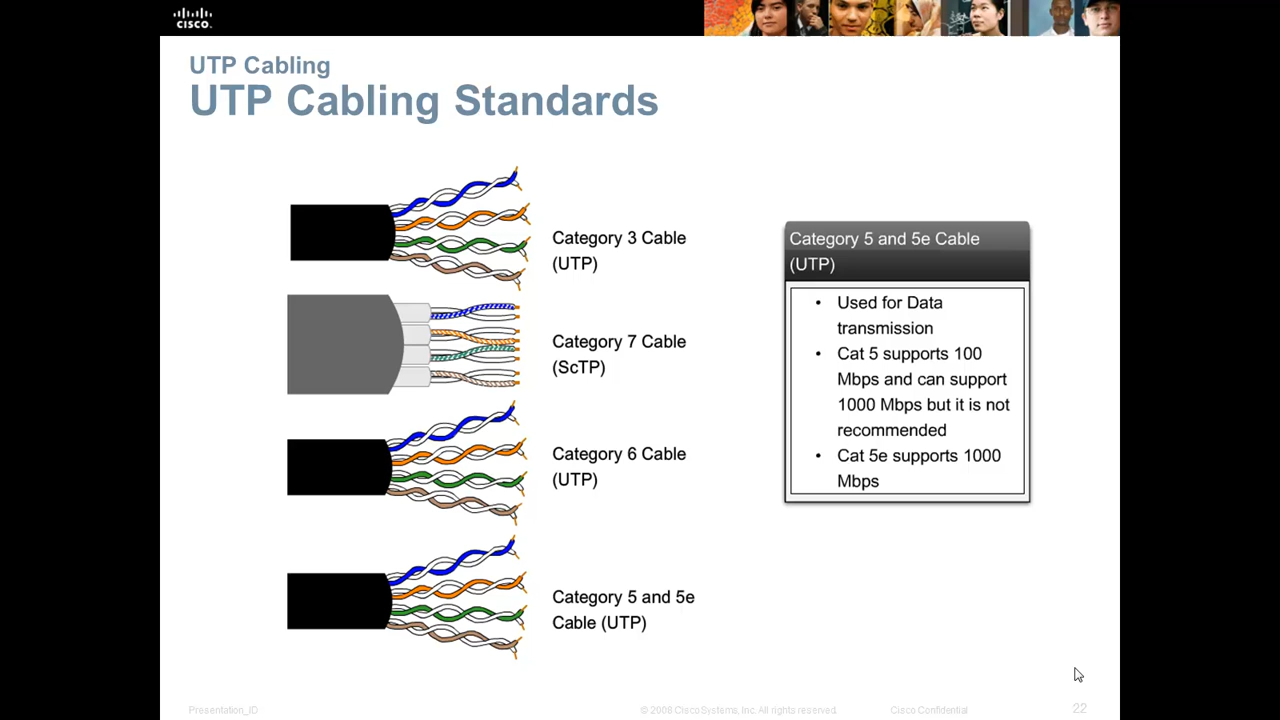 CISCO.
UTP Cabling
UTP Cabling Standards
Category 3 Cable
(UTP)
Category 7 Cable
(ScTP)
Category 6 Cable
(UTP)
Category 5 and 5e
Cable (UTP)
Category 5 and 5e Cable
(UTP)
• Used for Data
transmission
• Cat 5 supports 100
Mbps and can support
1000 Mbps but it is not
recommended
• Cat 5e supports 1000
Mbps
Presentation_ID
© 2008 Cisco Systems, Inc. All rights reserved.
Cisco Confidential
22